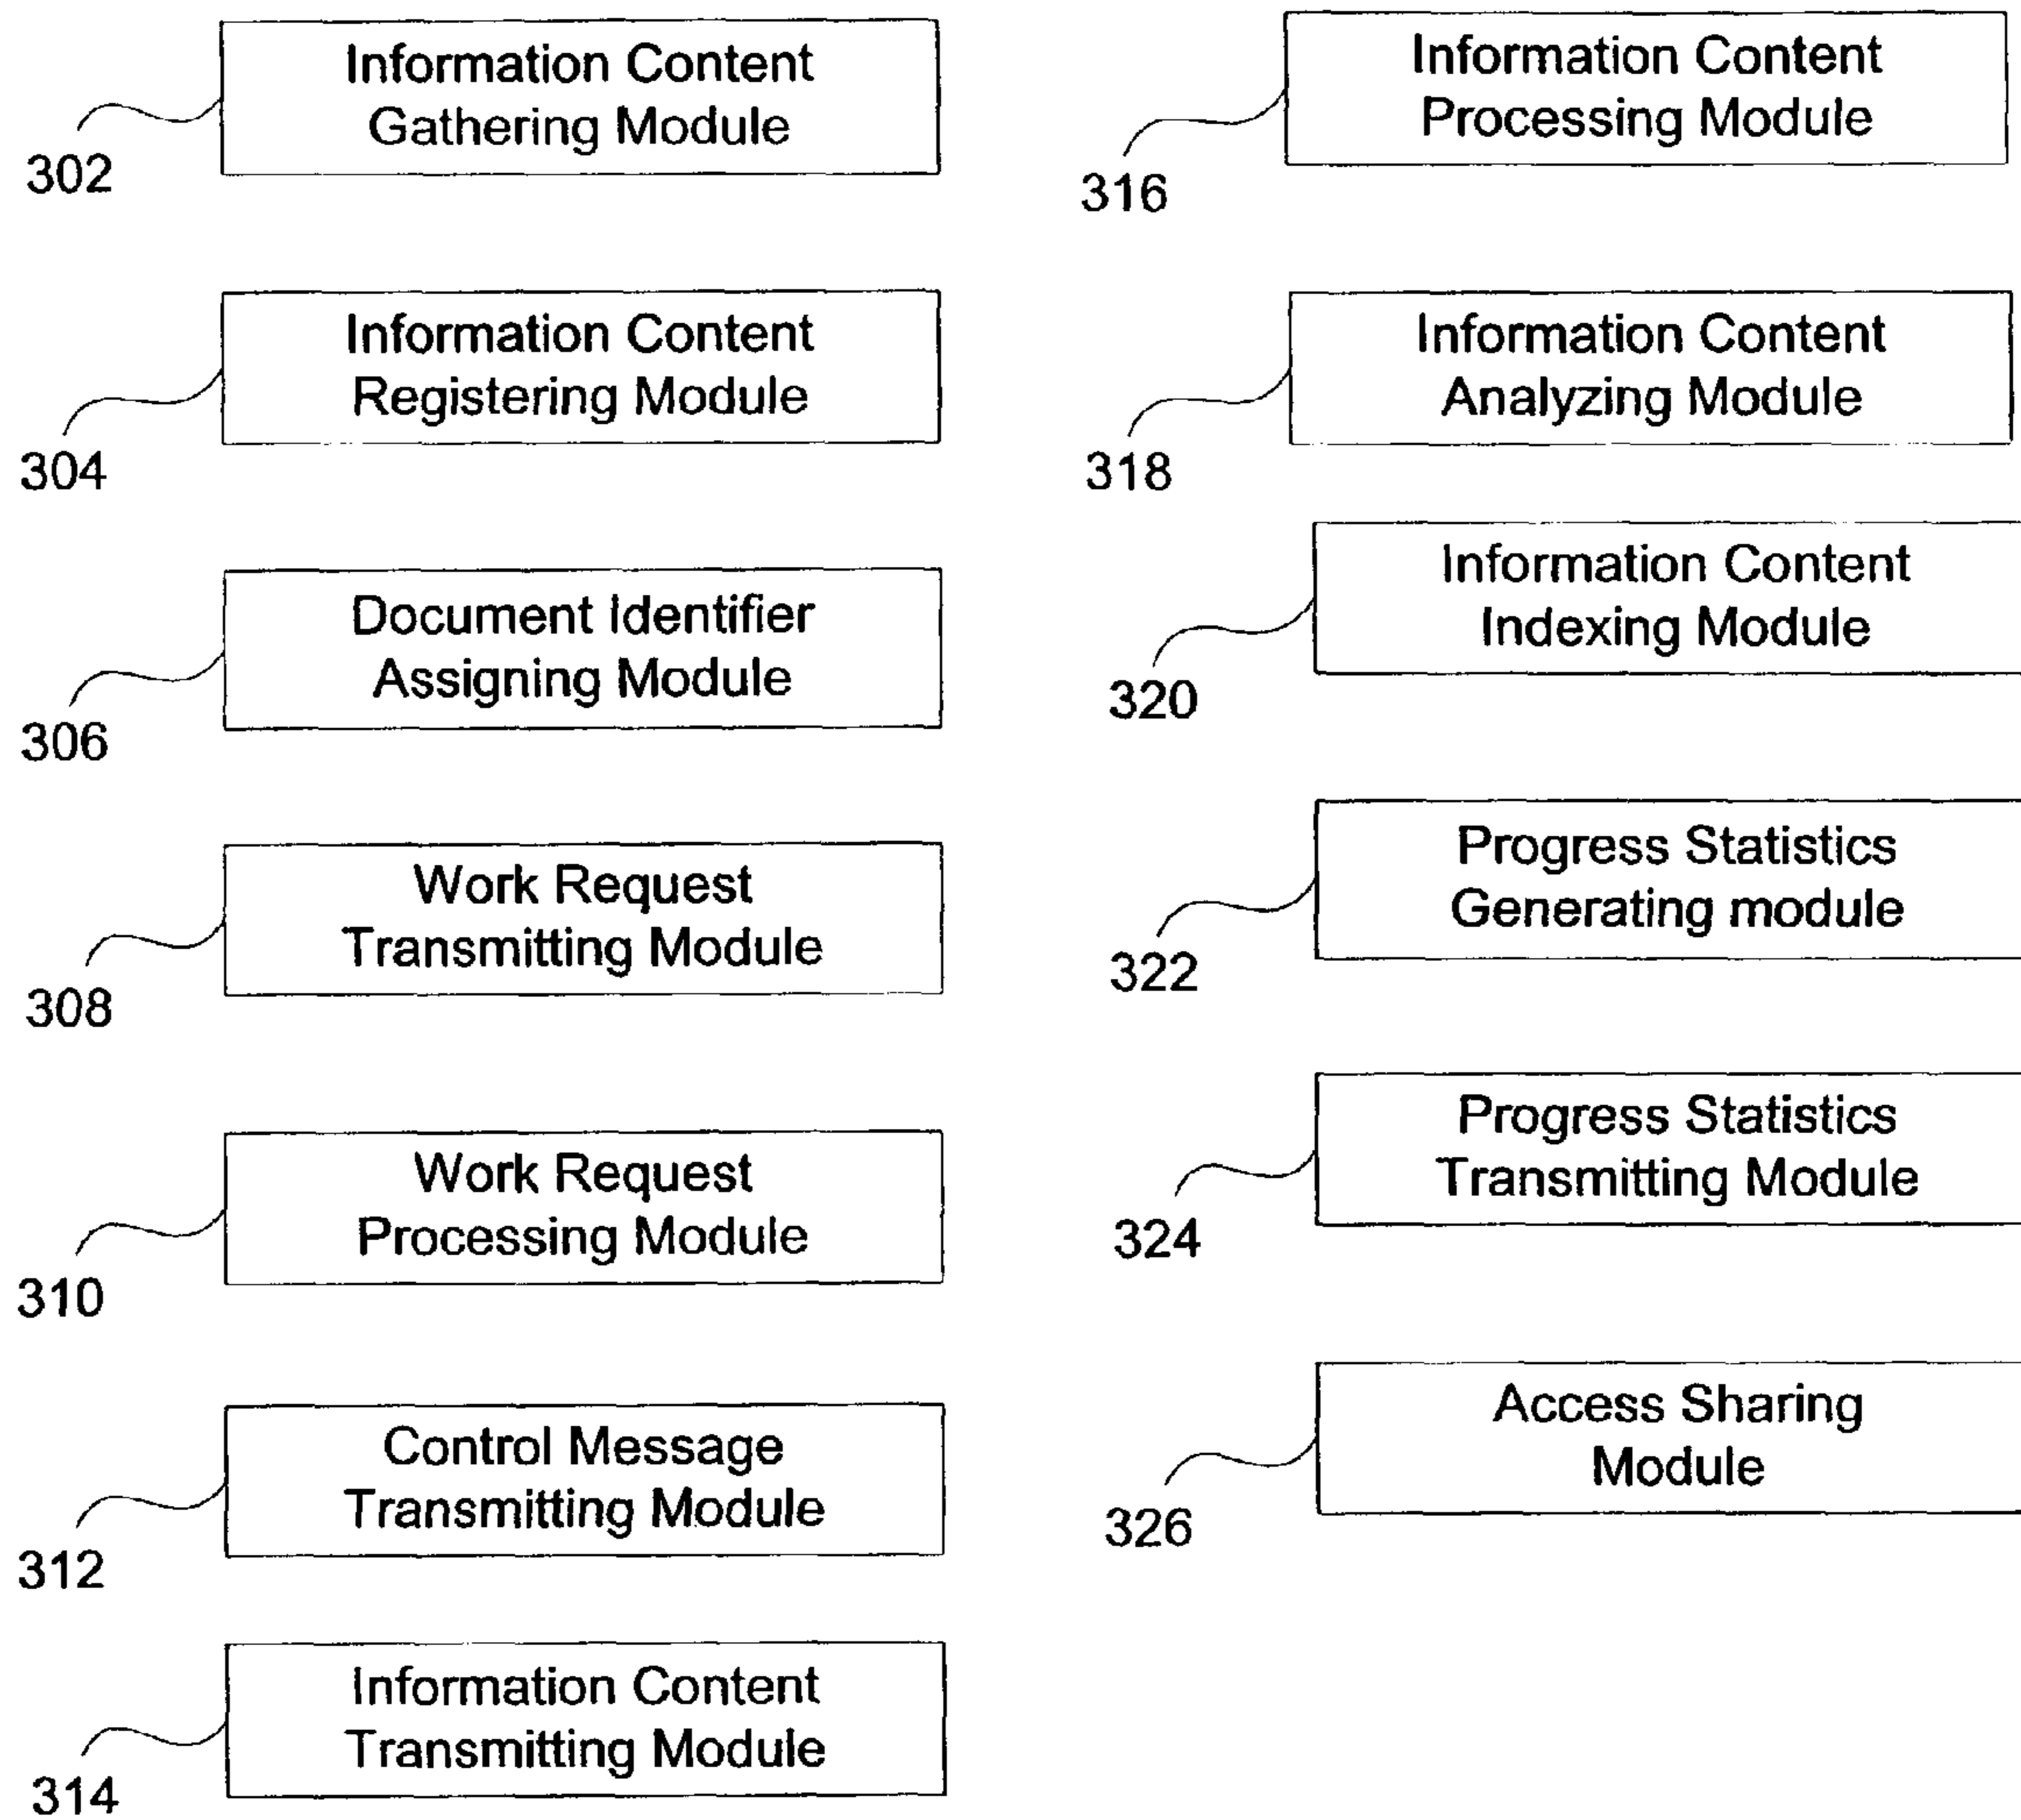 Information Content
Gathering Module
302
Information Content
Registering Module
304
Document Identifier
Assigning Module
306
Work Request
Transmitting Module
308
Work Request
Processing Module
310
Control Message
Transmitting Module
312
Information Content
Transmitting Module
314
Information Content
Processing Module
316
Information Content
Analyzing Module
318
Information Content
Indexing Module
320
Progress Statistics
Generating module
322
Progress Statistics
Transmitting Module
324
Access Sharing
Module
326